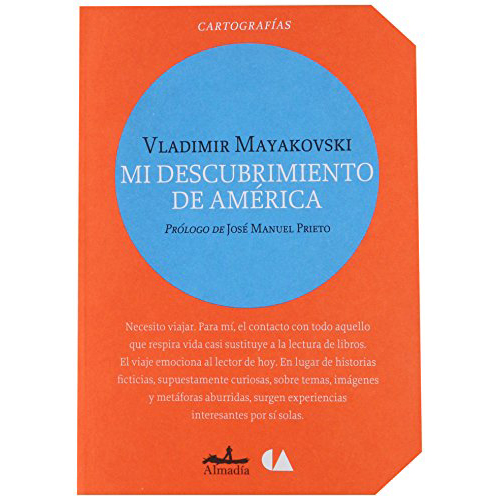 CARTOGRAFÍAS
VLADIMIR MAYAKOVSKI
MI DESCUBRIMIENTO
DE AMÉRICA
PRÓLOGO DE JOSÉ MANUEL PRIETO
Necesito viajar. Para mí, el contacto con todo aquello
que respira vida casi sustituye a la lectura de libros.
El viaje emociona al lector de hoy. En lugar de historias
ficticias, supuestamente curiosas, sobre temas, imágenes
y metáforas aburridas, surgen experiencias
interesantes por sí solas.
Almadía